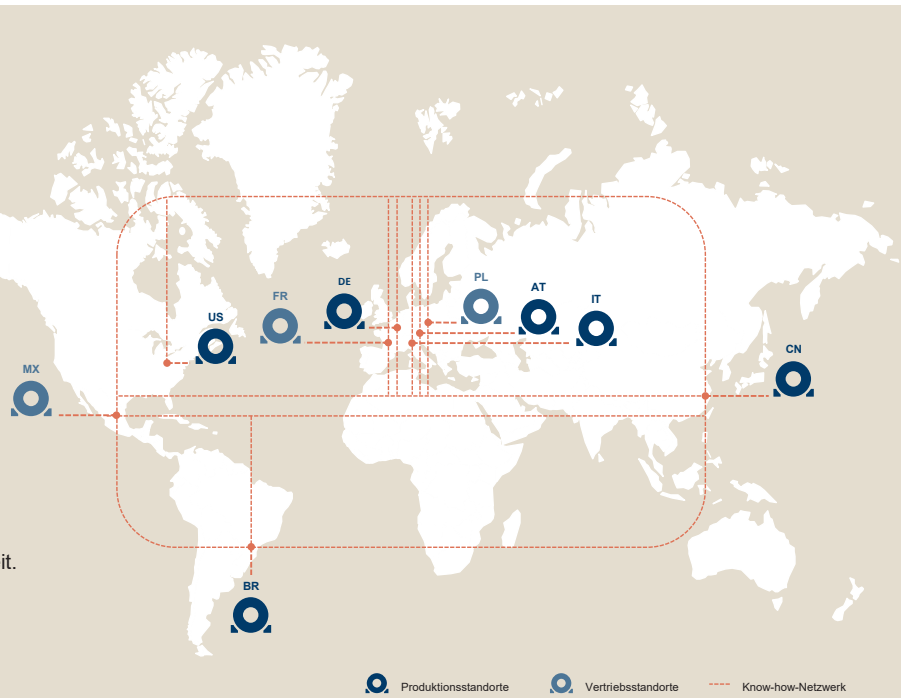 DE
PL
AT
FR
IT
US
CN
MX
it.
BR
Produktionsstandorte
Vertriebsstandorte
Know-how-Netzwerk